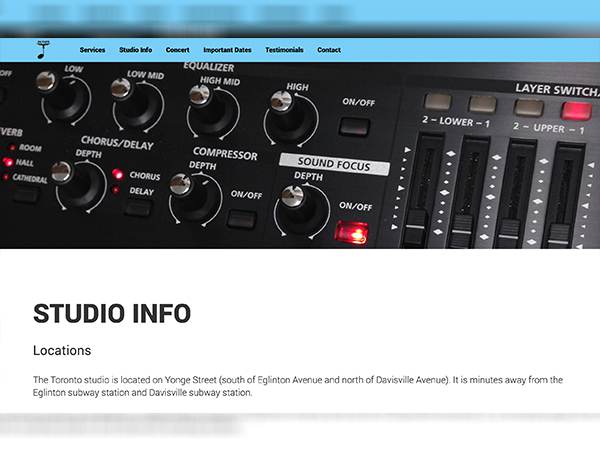 Services Studio Info Concert Important Dates Testimonials Contact
EQUALIZER
LOW LOW MID HIGH MID HIGH ON/OFF
LAYER SWITCH
2 – LOWER – 1 2 – UPPER – 1
OFF
VERB
ROOM
HALL
CATHEDRAL
CHORUS/DELAY
DEPTH
CHORUS
DELAY
COMPRESSOR
DEPTH
ON/OFF
SOUND FOCUS
DEPTH
ON/OFF
STUDIO INFO
Locations
The Toronto studio is located on Yonge Street (south of Eglinton Avenue and north of Davisville Avenue). It is minutes away from the
Eglinton subway station and Davisville subway station.